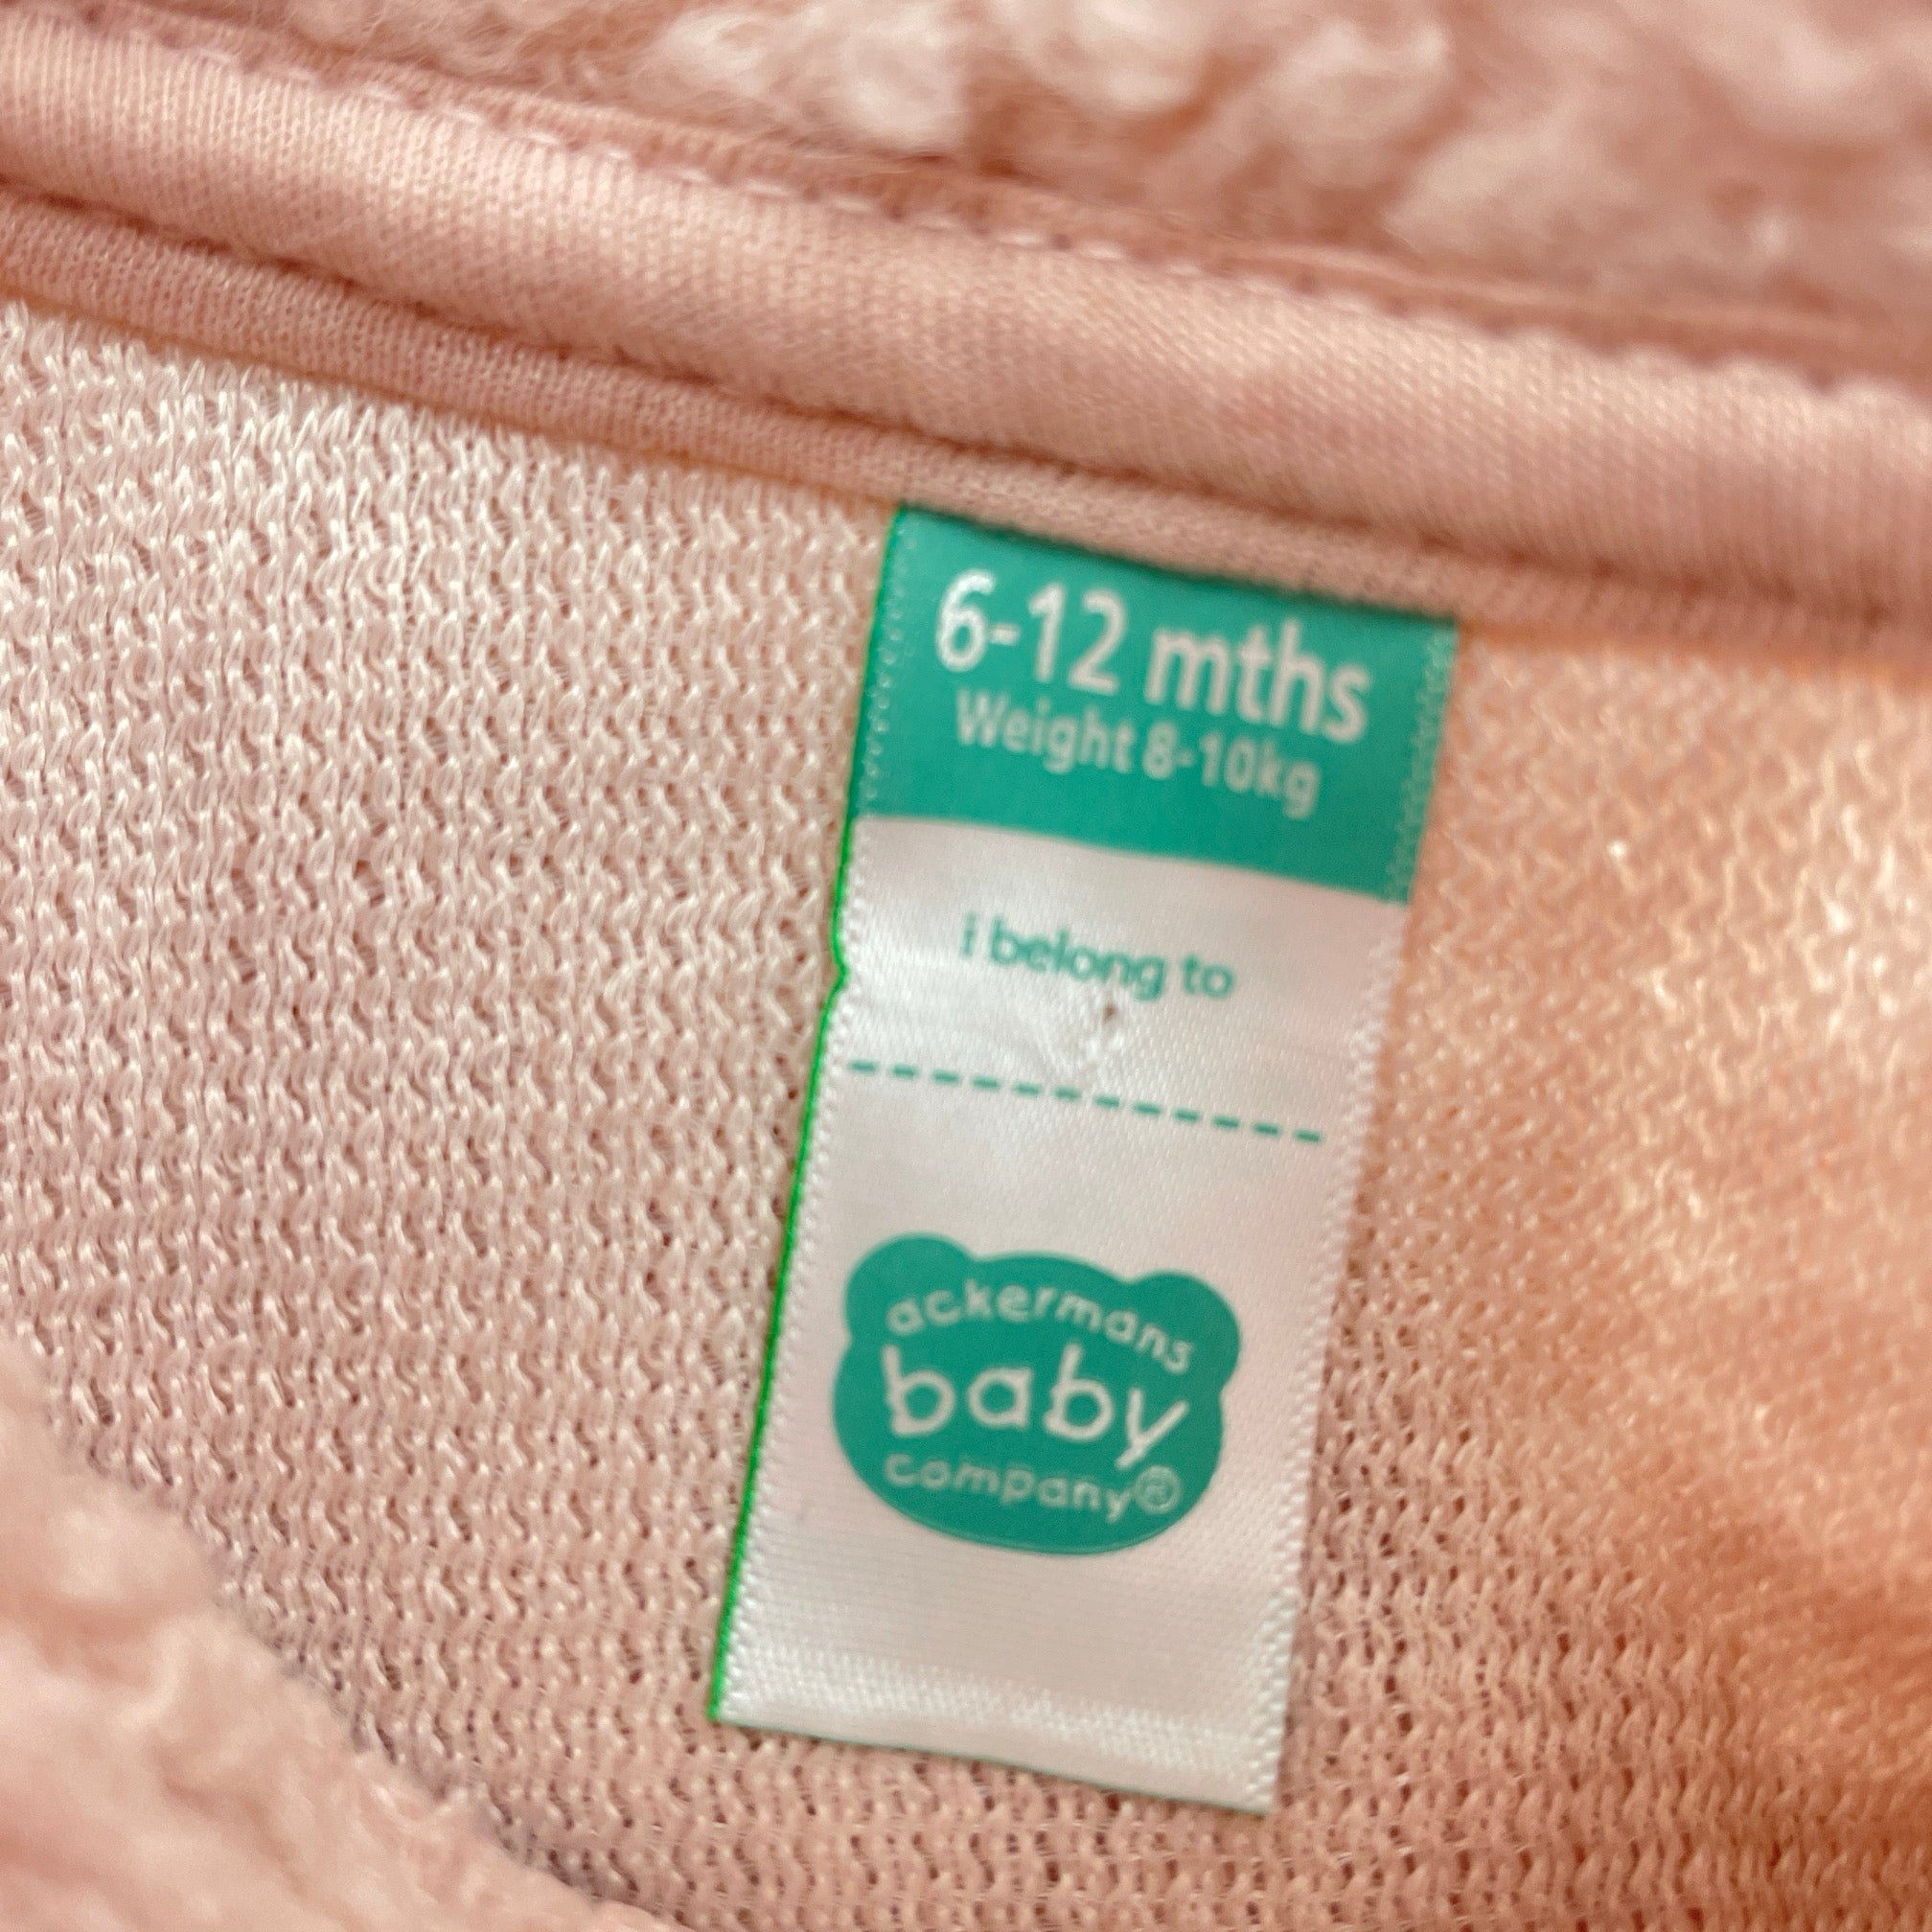 6-12 mths
Weight 8-10kg
i belong to
ackermans
baby
company®